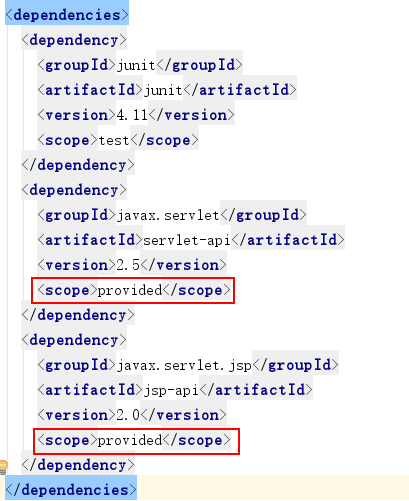 <dependencies>
<dependency>
<groupId>junit</groupId>
<artifactId>junit</artifactId>
<version>4.11</version>
<scope>test</scope>
</dependency>
<dependency>
<groupId>javax.servlet</groupId>
<artifactId>servlet-api</artifactId>
<version>2.5</version>
<scope>provided</scope>
</dependency>
<dependency>
<groupId>javax.servlet.jsp</groupId>
<artifactId>jsp-api</artifactId>
<version>2.0</version>
<scope>provided</scope>
</dependency>
</dependencies>